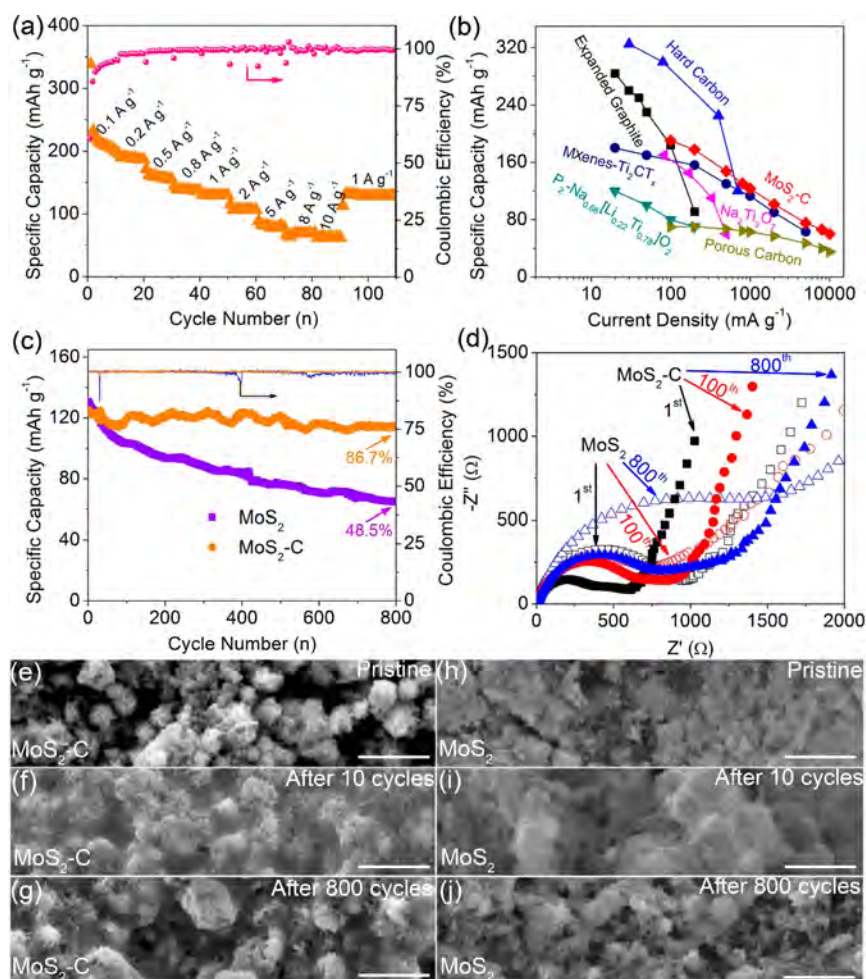 (a)
400
300
200
100
0
Specific Capacity (mAh g⁻¹)
0.1 A g⁻¹
0.2 A g⁻¹
0.5 A g⁻¹
0.8 A g⁻¹
1 A g⁻¹
2 A g⁻¹
5 A g⁻¹
8 A g⁻¹
10 A g⁻¹
1 A g⁻¹
100
75
50
25
0
Coulombic Efficiency (%)
0 20 40 60 80 100
Cycle Number (n)
(b)
320
240
160
80
0
Specific Capacity (mAh g⁻¹)
Expanded Graphite
Hard Carbon
MXenes-Ti₂CTₓ
MoS₂-C
P₂-Na₀.₆₆[Li₀.₂₂Ti₀.₇₈]O₂
Na₂Ti₃O₇
Porous Carbon
10 100 1000 10000
Current Density (mA g⁻¹)
(c)
160
120
80
40
0
Specific Capacity (mAh g⁻¹)
86.7%
48.5%
MoS₂
MoS₂-C
100
75
50
25
0
Coulombic Efficiency (%)
0 200 400 600 800
Cycle Number (n)
(d)
1500
1250
1000
750
500
250
0
-Z'' (Ω)
800ᵗʰ
MoS₂-C
100ᵗʰ
1ˢᵗ
MoS₂
800ᵗʰ
1ˢᵗ
100ᵗʰ
0 500 1000 1500 2000
Z' (Ω)
(e) Pristine
MoS₂-C
(h) Pristine
MoS₂
(f) After 10 cycles
MoS₂-C
(i) After 10 cycles
MoS₂
(g) After 800 cycles
MoS₂-C
(j) After 800 cycles
MoS₂